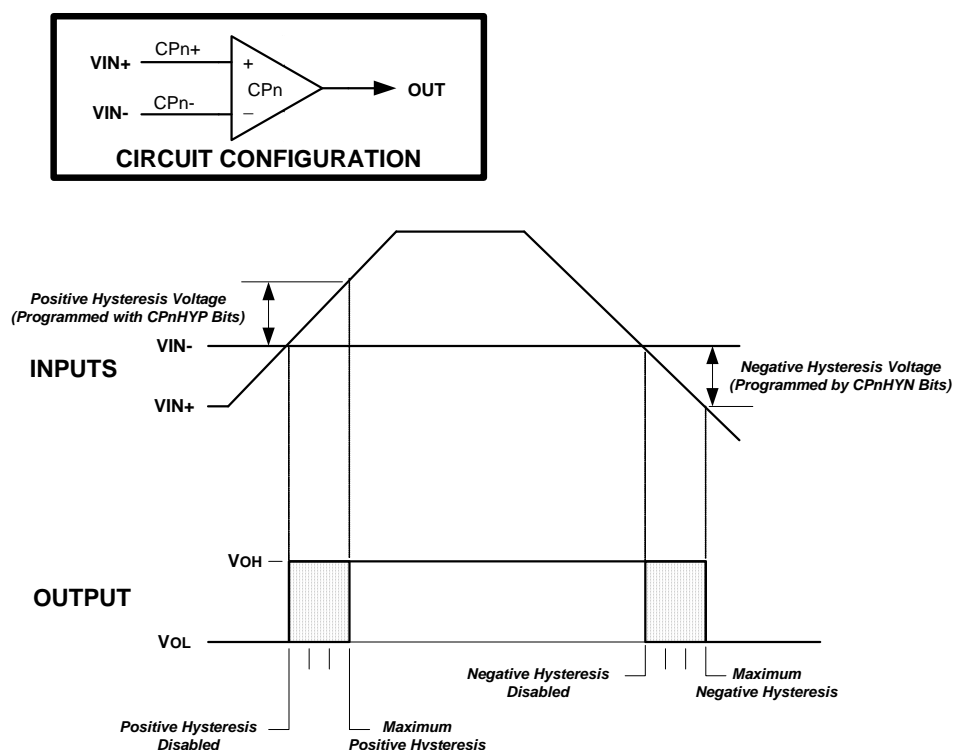 VIN+
CPn+
+
CPn
OUT
VIN-
CPn-
−
CIRCUIT CONFIGURATION
Positive Hysteresis Voltage
(Programmed with CPnHYP Bits)
VIN-
INPUTS
Negative Hysteresis Voltage
(Programmed by CPnHYN Bits)
VIN+
VOH
OUTPUT
VOL
Negative Hysteresis
Disabled
Maximum
Negative Hysteresis
Positive Hysteresis
Disabled
Maximum
Positive Hysteresis